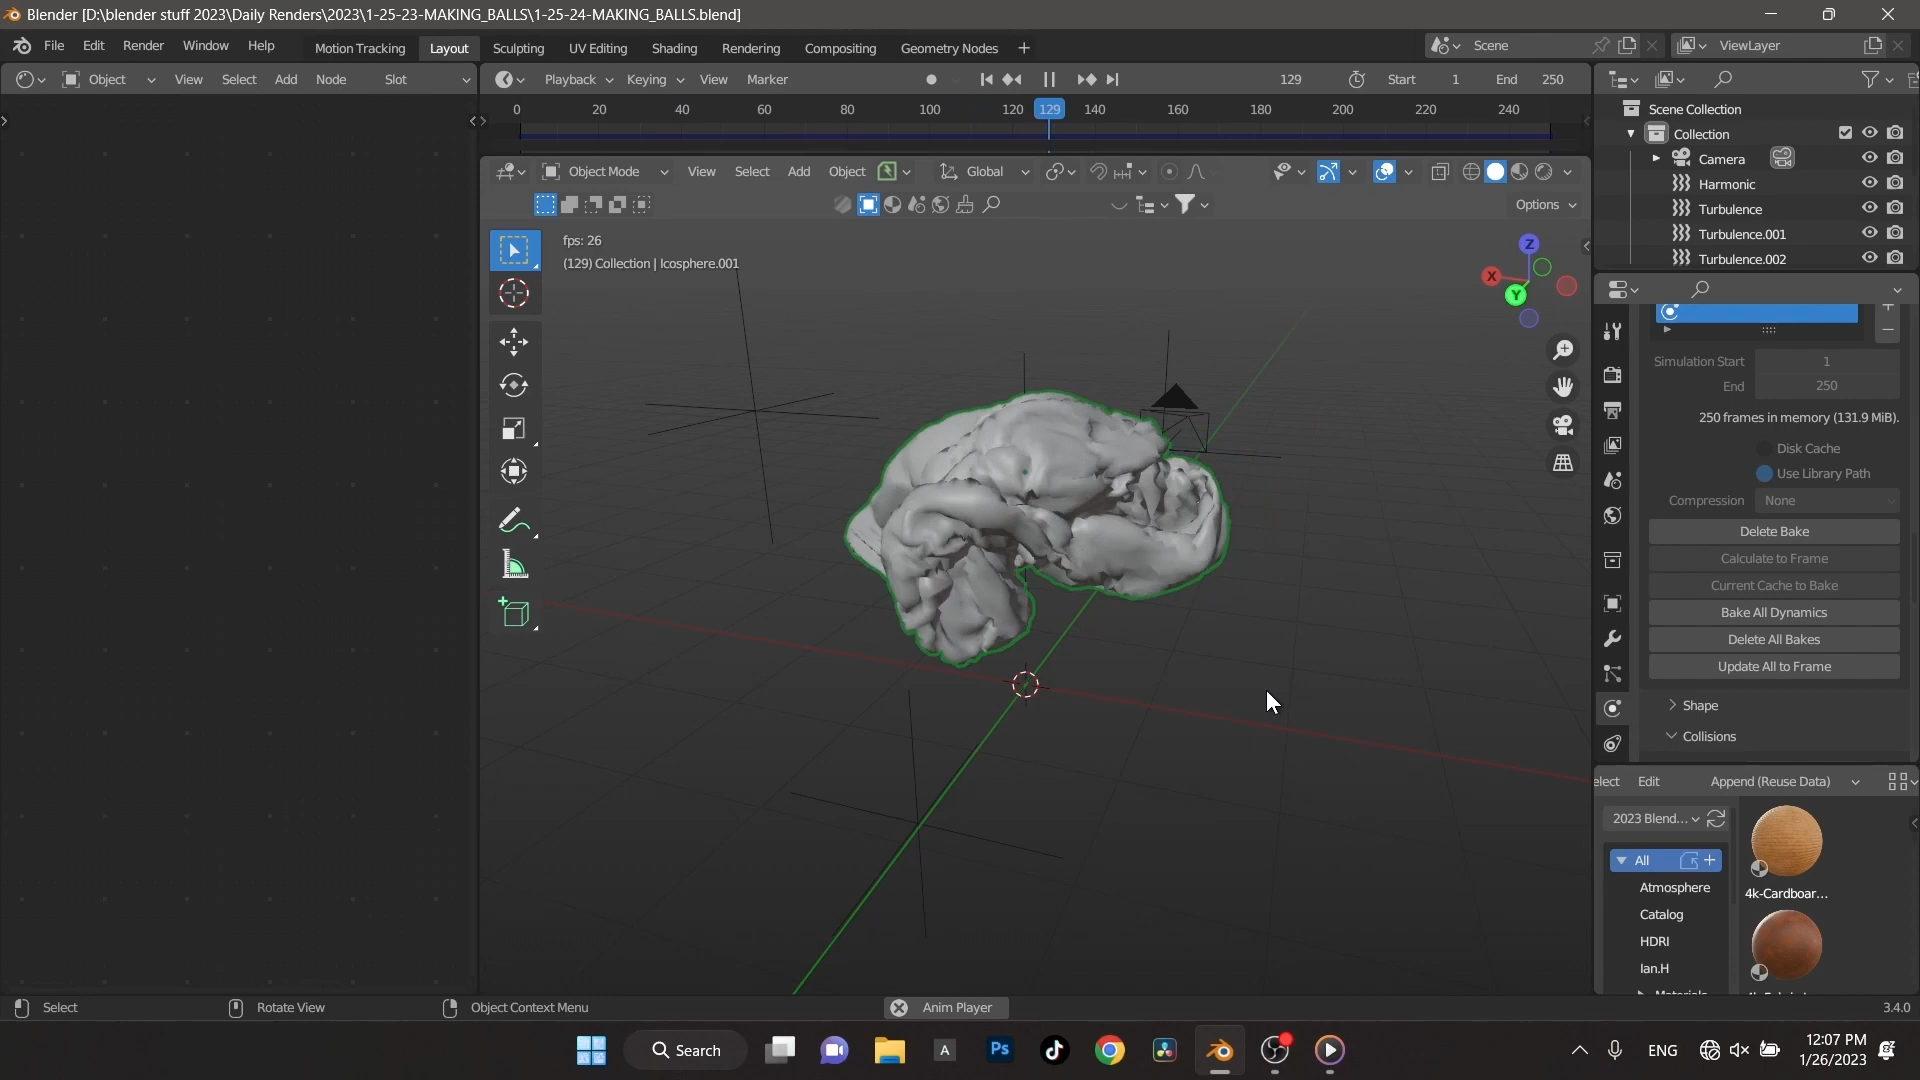 Blender [D:\blender stuff 2023\Daily Renders\2023\1-25-23-MAKING_BALLS\1-25-24-MAKING_BALLS.blend]
File Edit Render Window Help Motion Tracking Layout Sculpting UV Editing Shading Rendering Compositing Geometry Nodes + Scene ViewLayer
Object View Select Add Node Slot
Playback Keying View Marker 129 Start 1 End 250
0 20 40 60 80 100 120 129 140 160 180 200 220 240
Object Mode View Select Add Object Global
Options
fps: 26
(129) Collection | Icosphere.001
Z
X
Y
Scene Collection
Collection
Camera
Harmonic
Turbulence
Turbulence.001
Turbulence.002
Simulation Start 1
End 250
250 frames in memory (131.9 MiB).
Disk Cache
Use Library Path
Compression None
Delete Bake
Calculate to Frame
Current Cache to Bake
Bake All Dynamics
Delete All Bakes
Update All to Frame
Shape
Collisions
elect Edit Append (Reuse Data)
2023 Blend...
All
Atmosphere
Catalog
HDRI
Ian.H
4k-Cardboar...
Select Rotate View Object Context Menu Anim Player 3.4.0
Search A Ps ENG 12:07 PM
1/26/2023